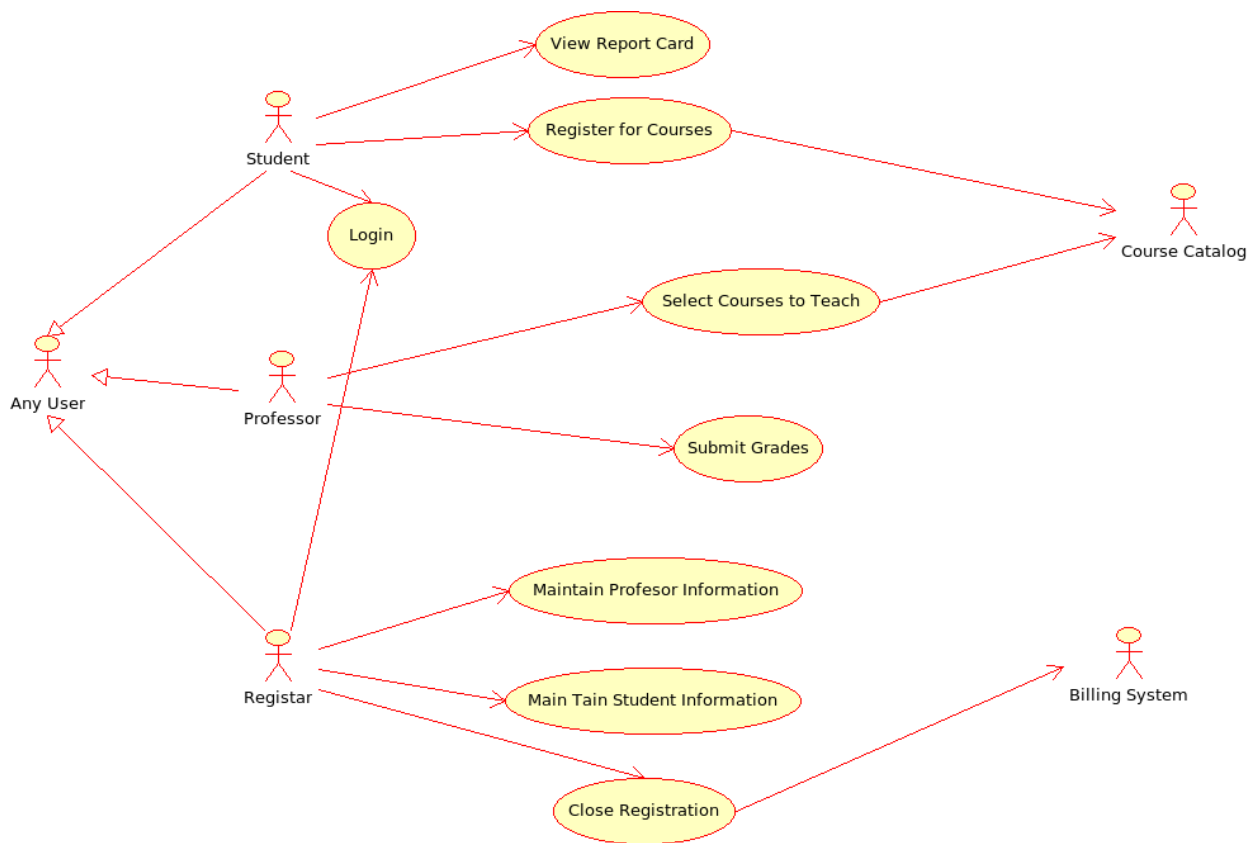 View Report Card
Register for Courses
Student
Login
Course Catalog
Select Courses to Teach
Any User
Professor
Submit Grades
Maintain Profesor Information
Registar
Billing System
Main Tain Student Information
Close Registration